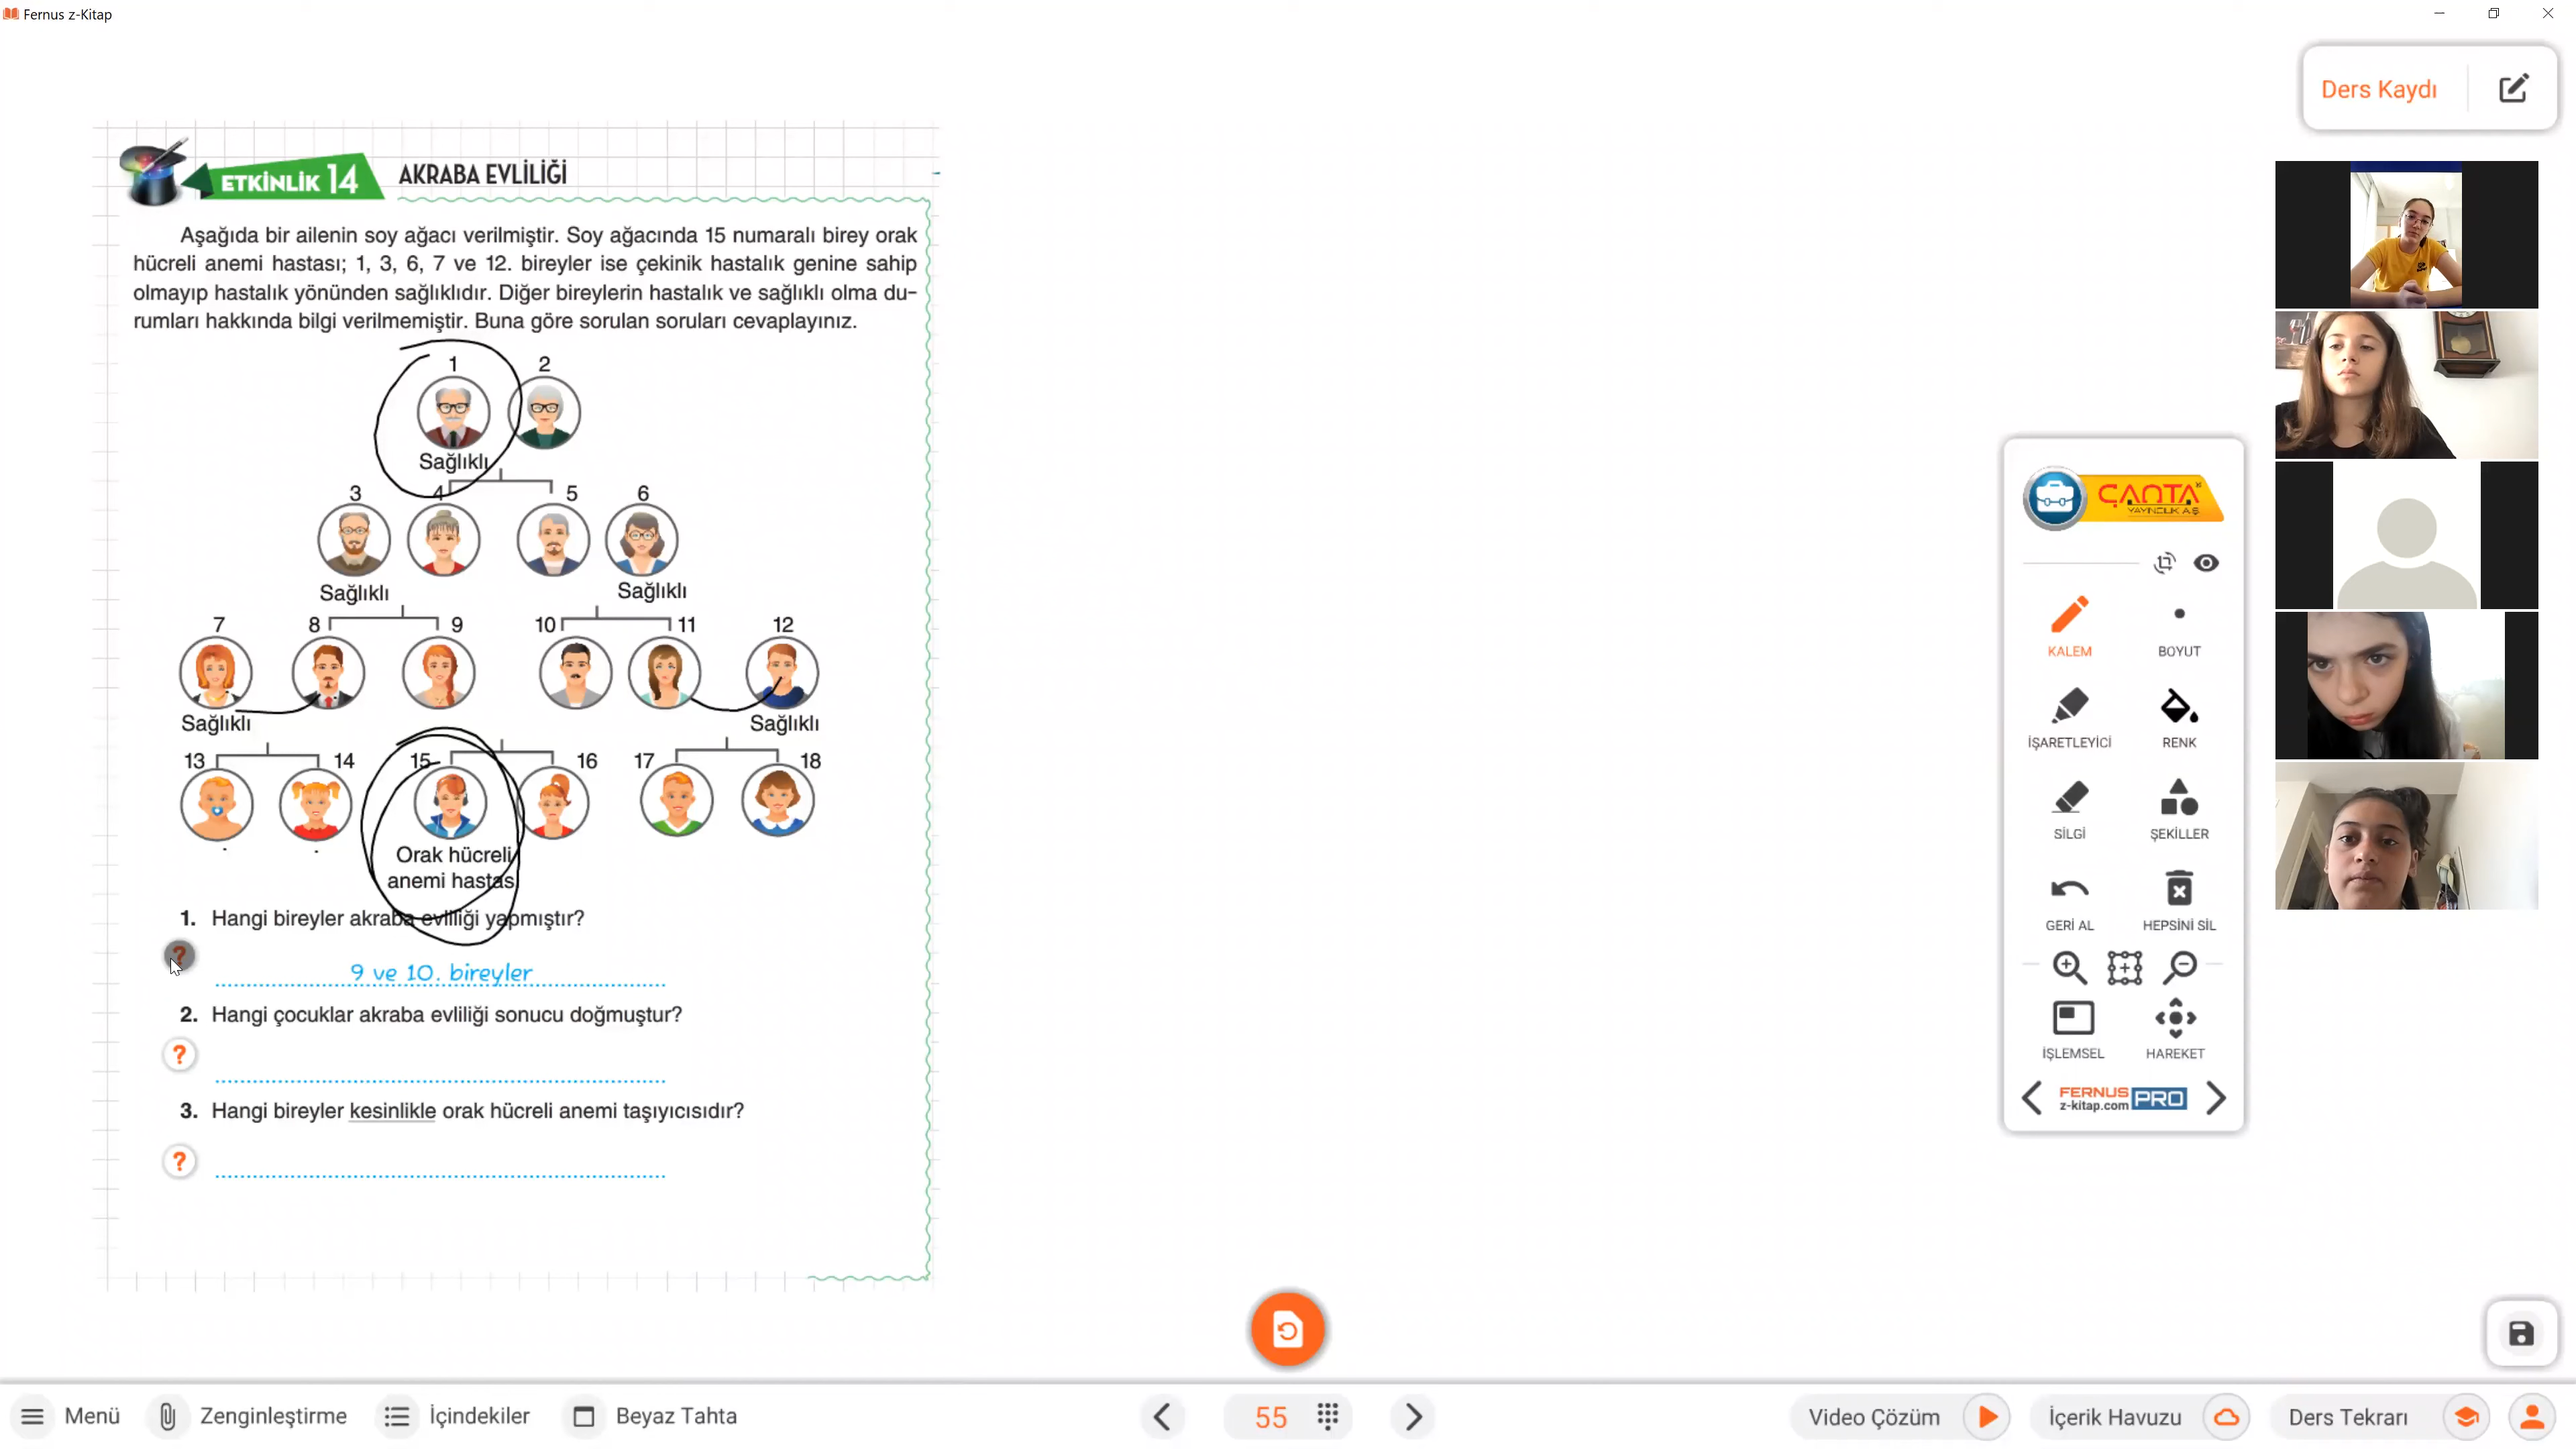 Fernus z-Kitap
Ders Kaydı
ETKİNLİK 14 AKRABA EVLİLİĞİ
Aşağıda bir ailenin soy ağacı verilmiştir. Soy ağacında 15 numaralı birey orak
hücreli anemi hastası; 1, 3, 6, 7 ve 12. bireyler ise çekinik hastalık genine sahip
olmayıp hastalık yönünden sağlıklıdır. Diğer bireylerin hastalık ve sağlıklı olma du-
rumları hakkında bilgi verilmemiştir. Buna göre sorulan soruları cevaplayınız.
1 2
Sağlıklı
3 4 5 6
Sağlıklı Sağlıklı
7 8 9 10 11 12
Sağlıklı Sağlıklı
13 14 15 16 17 18
Orak hücreli
anemi hastası
1. Hangi bireyler akraba evliliği yapmıştır?
?
9 ve 10. bireyler
2. Hangi çocuklar akraba evliliği sonucu doğmuştur?
?
3. Hangi bireyler kesinlikle orak hücreli anemi taşıyıcısıdır?
?
ÇANTA
YAYINCILIK A.Ş.
KALEM BOYUT
İŞARETLEYİCİ RENK
SİLGİ ŞEKİLLER
GERİ AL HEPSİNİ SİL
İŞLEMSEL HAREKET
FERNUS PRO
z-kitap.com
Menü Zenginleştirme İçindekiler Beyaz Tahta 55 Video Çözüm İçerik Havuzu Ders Tekrarı